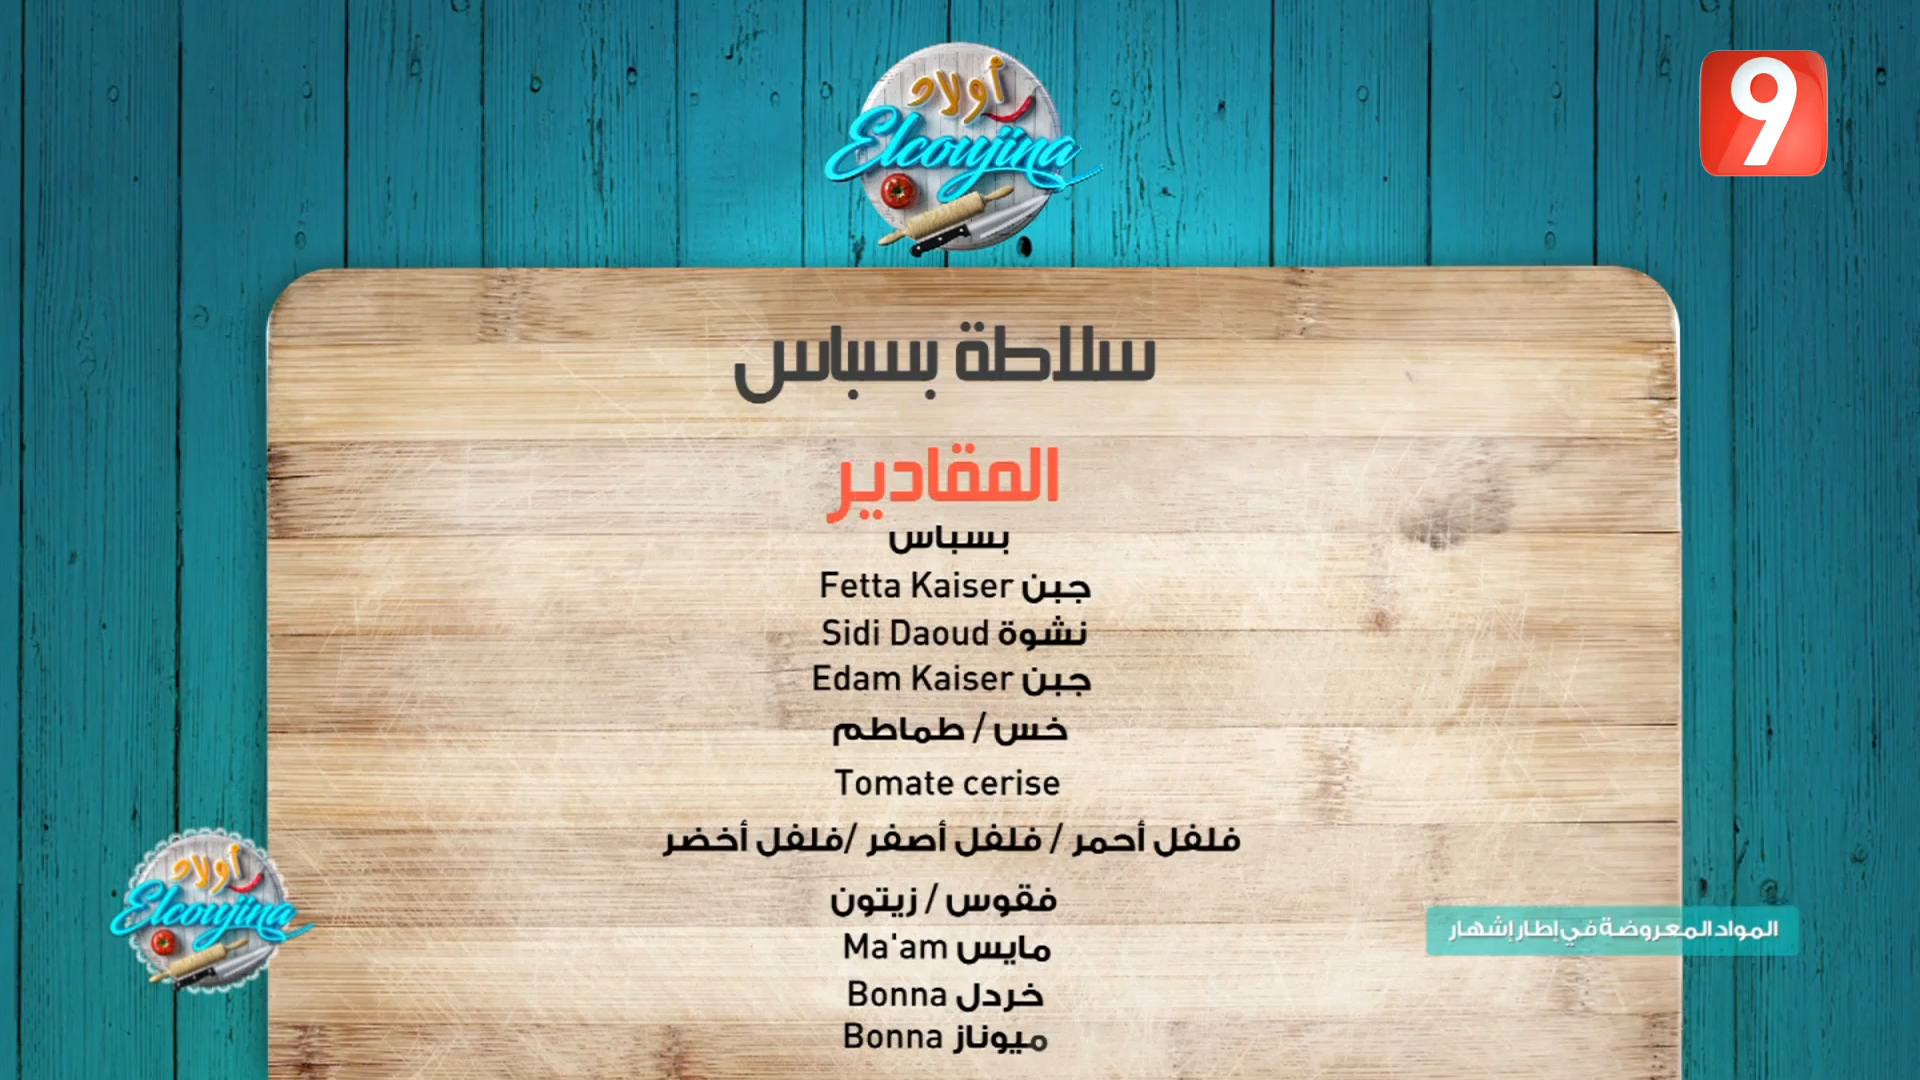 أولاد
Elcoujina
9
سلاطة بسباس
المقادير
بسباس
جبن Fetta Kaiser
نشوة Sidi Daoud
جبن Edam Kaiser
خس / طماطم
Tomate cerise
فلفل أحمر / فلفل أصفر /فلفل أخضر
فقوس / زيتون
مايس Ma'am
خردل Bonna
ميوناز Bonna
أولاد
Elcoujina
المواد المعروضة في إطار إشهار